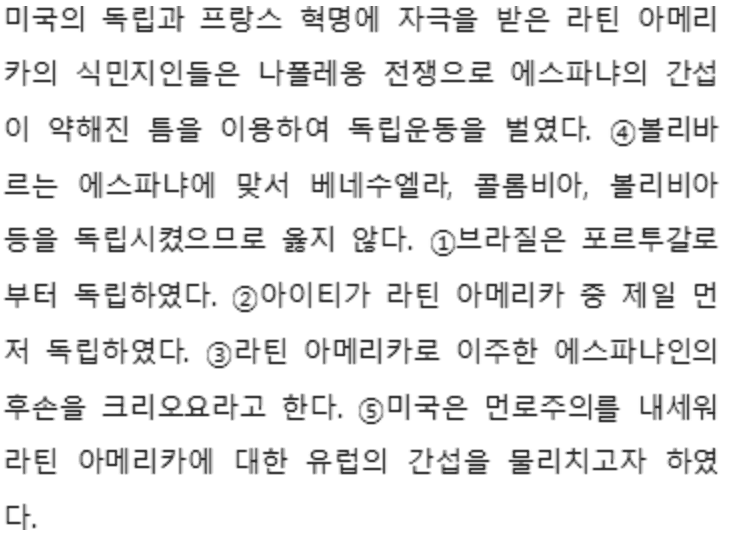 미국의 독립과 프랑스 혁명에 자극을 받은 라틴 아메리
카의 식민지인들은 나폴레옹 전쟁으로 에스파냐의 간섭
이 약해진 틈을 이용하여 독립운동을 벌였다. ④볼리바
르는 에스파냐에 맞서 베네수엘라, 콜롬비아, 볼리비아
등을 독립시켰으므로 옳지 않다. ①브라질은 포르투갈로
부터 독립하였다. ②아이티가 라틴 아메리카 중 제일 먼
저 독립하였다. ③라틴 아메리카로 이주한 에스파냐인의
후손을 크리오요라고 한다. ⑤미국은 먼로주의를 내세워
라틴 아메리카에 대한 유럽의 간섭을 물리치고자 하였
다.